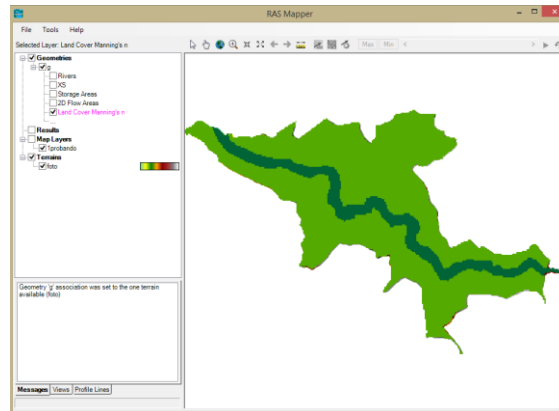 RAS Mapper
File Tools Help
Selected Layer: Land Cover Manning's n
Max Min
Geometries
g
Rivers
XS
Storage Areas
2D Flow Areas
Land Cover Manning's n
...
Results
Map Layers
1probando
Terrains
foto
Geometry 'g' association was set to the one terrain
available (foto)
Messages Views Profile Lines